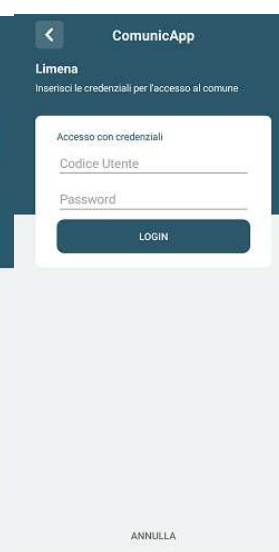 ComunicApp
Limena
Inserisci le credenziali per l'accesso al comune
Accesso con credenziali
Codice Utente
Password
LOGIN
ANNULLA